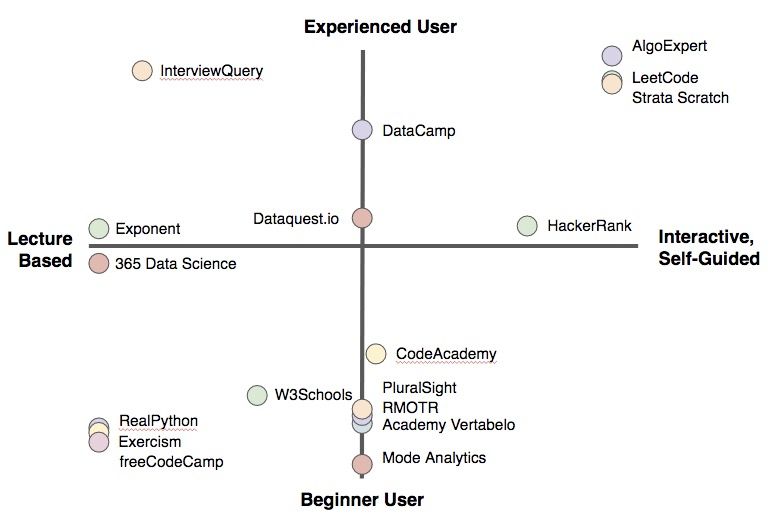 Experienced User
AlgoExpert
InterviewQuery
LeetCode
Strata Scratch
DataCamp
Dataquest.io
Exponent
HackerRank
Lecture
Based
Interactive,
Self-Guided
365 Data Science
CodeAcademy
PluralSight
W3Schools
RMOTR
RealPython
Academy Vertabelo
Exercism
freeCodeCamp
Mode Analytics
Beginner User